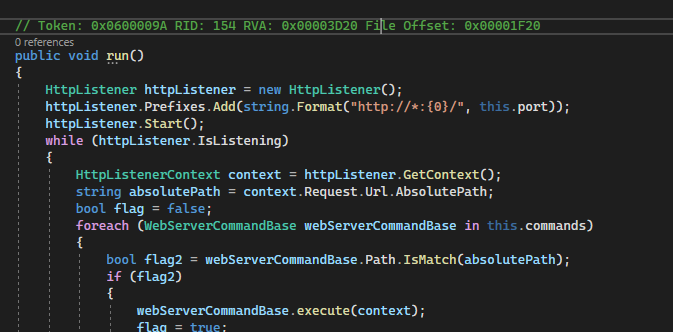 // Token: 0x0600009A RID: 154 RVA: 0x00003D20 File Offset: 0x00001F20
0 references
public void run()
{
HttpListener httpListener = new HttpListener();
httpListener.Prefixes.Add(string.Format("http://*:{0}/", this.port));
httpListener.Start();
while (httpListener.IsListening)
{
HttpListenerContext context = httpListener.GetContext();
string absolutePath = context.Request.Url.AbsolutePath;
bool flag = false;
foreach (WebServerCommandBase webServerCommandBase in this.commands)
{
bool flag2 = webServerCommandBase.Path.IsMatch(absolutePath);
if (flag2)
{
webServerCommandBase.execute(context);
flag = true;